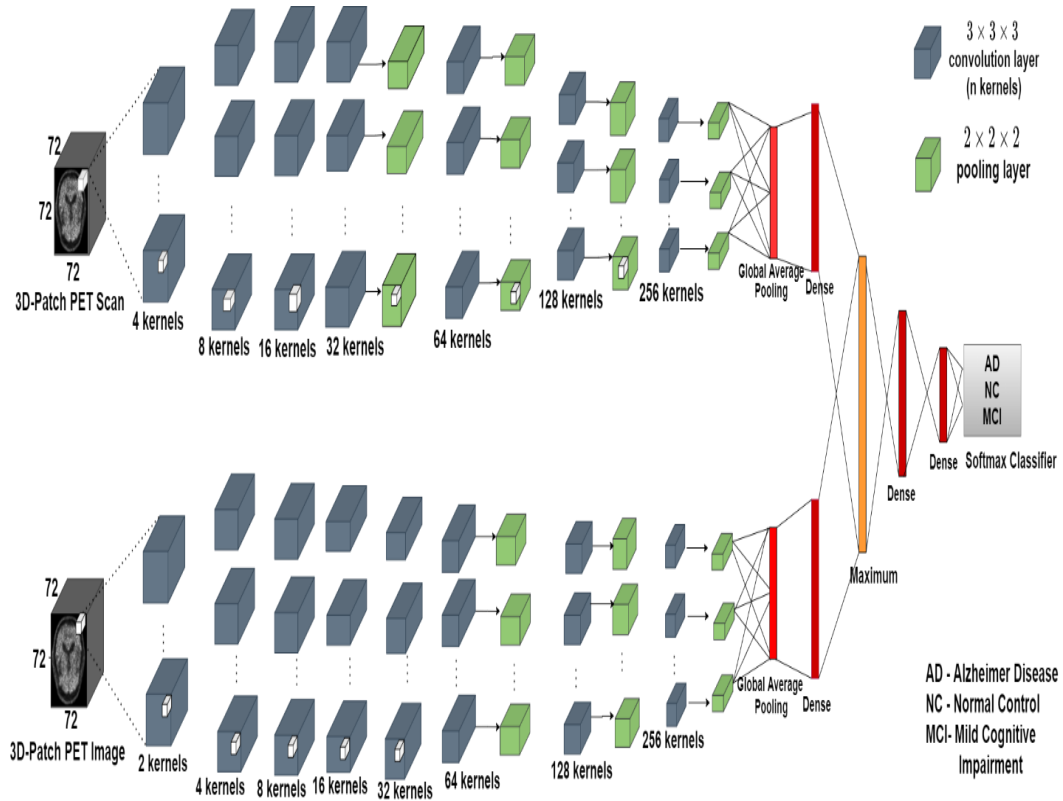 3 × 3 × 3
convolution layer
(n kernels)
2 × 2 × 2
pooling layer
72
72
72
3D-Patch PET Scan
4 kernels
8 kernels
16 kernels
32 kernels
64 kernels
128 kernels
256 kernels
Global Average
Pooling
Dense
AD
NC
MCI
Softmax Classifier
Dense
Dense
Maximum
72
72
72
3D-Patch PET Image
2 kernels
4 kernels
8 kernels
16 kernels
32 kernels
64 kernels
128 kernels
256 kernels
Global Average
Pooling
Dense
AD - Alzheimer Disease
NC - Normal Control
MCI- Mild Cognitive
Impairment